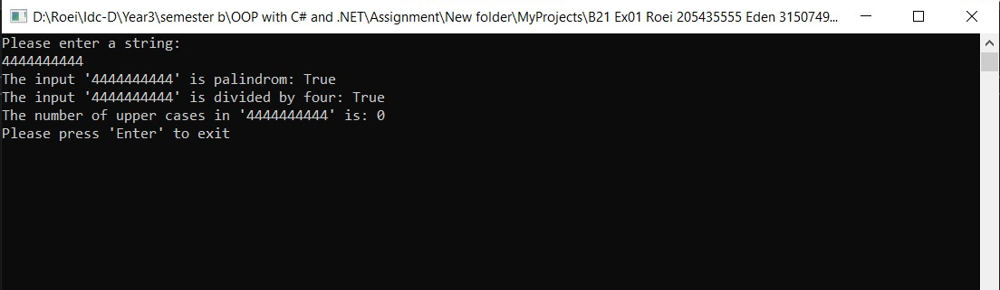 D:\Roei\Idc-D\Year3\semester b\OOP with C# and .NET\Assignment\New folder\MyProjects\B21 Ex01 Roei 205435555 Eden 3150749...
Please enter a string:
4444444444
The input '4444444444' is palindrom: True
The input '4444444444' is divided by four: True
The number of upper cases in '4444444444' is: 0
Please press 'Enter' to exit